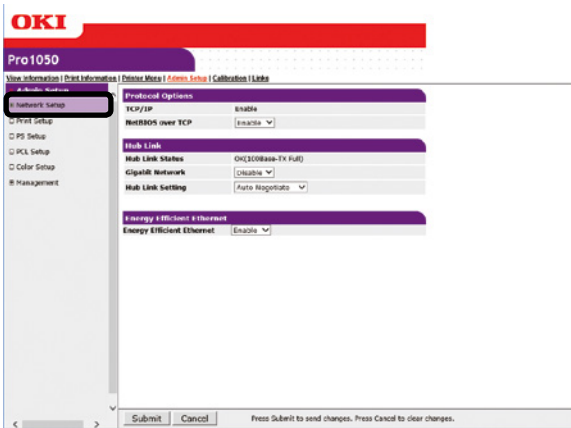 OKI
Pro1050
View Information | Print Information | Printer Menu | Admin Setup | Calibration | Links
Admin Setup
Network Setup
Print Setup
PS Setup
PCL Setup
Color Setup
Management
Protocol Options
TCP/IP Enable
NetBIOS over TCP Enable
Hub Link
Hub Link States OK(100Base-TX Full)
Gigabit Network Disable
Hub Link Setting Auto Negotiate
Energy Efficient Ethernet
Energy Efficient Ethernet Enable
Submit Cancel Press Submit to send changes. Press Cancel to clear changes.